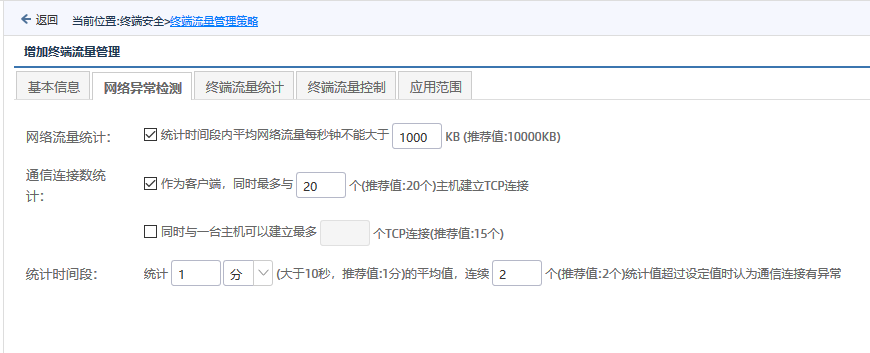 返回 当前位置:终端安全>终端流量管理策略
增加终端流量管理
基本信息 网络异常检测 终端流量统计 终端流量控制 应用范围
网络流量统计： 统计时间段内平均网络流量每秒钟不能大于 1000 KB (推荐值:10000KB)
通信连接数统
计： 作为客户端，同时最多与 20 个(推荐值:20个)主机建立TCP连接
同时与一台主机可以建立最多 个TCP连接(推荐值:15个)
统计时间段： 统计 1 分 (大于10秒，推荐值:1分)的平均值，连续 2 个(推荐值:2个)统计值超过设定值时认为通信连接有异常